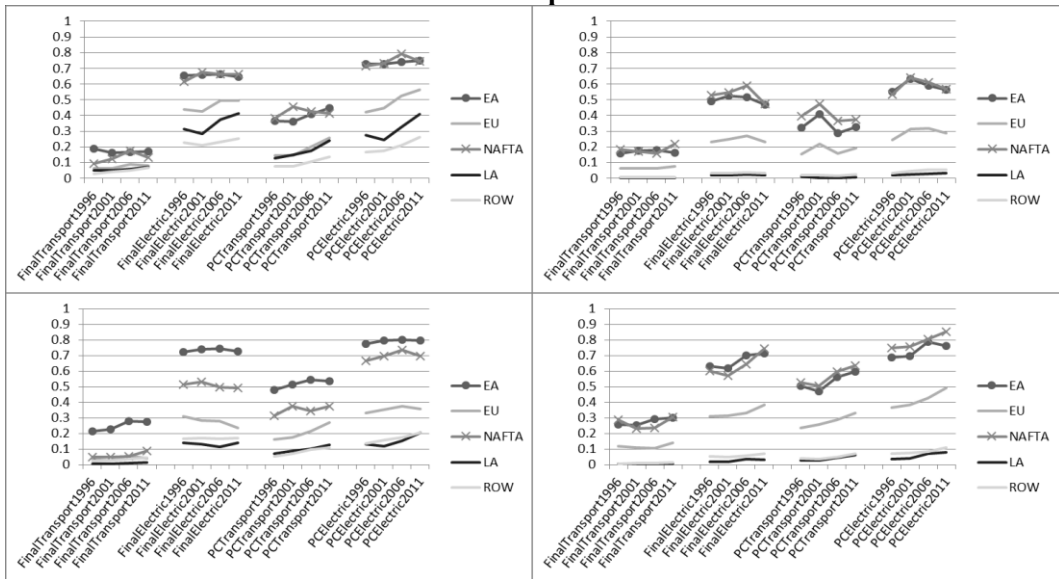 1
0.9
0.8
0.7
0.6
0.5
0.4
0.3
0.2
0.1
0
FinalTransport1996
FinalTransport2001
FinalTransport2006
FinalTransport2011
FinalElectric1996
FinalElectric2001
FinalElectric2006
FinalElectric2011
PCTransport1996
PCTransport2001
PCTransport2006
PCTransport2011
PCElectric1996
PCElectric2001
PCElectric2006
PCElectric2011
EA
EU
NAFTA
LA
ROW
1
0.9
0.8
0.7
0.6
0.5
0.4
0.3
0.2
0.1
0
FinalTransport1996
FinalTransport2001
FinalTransport2006
FinalTransport2011
FinalElectric1996
FinalElectric2001
FinalElectric2006
FinalElectric2011
PCTransport1996
PCTransport2001
PCTransport2006
PCTransport2011
PCElectric1996
PCElectric2001
PCElectric2006
PCElectric2011
EA
EU
NAFTA
LA
ROW
1
0.9
0.8
0.7
0.6
0.5
0.4
0.3
0.2
0.1
0
FinalTransport1996
FinalTransport2001
FinalTransport2006
FinalTransport2011
FinalElectric1996
FinalElectric2001
FinalElectric2006
FinalElectric2011
PCTransport1996
PCTransport2001
PCTransport2006
PCTransport2011
PCElectric1996
PCElectric2001
PCElectric2006
PCElectric2011
EA
EU
NAFTA
LA
ROW
1
0.9
0.8
0.7
0.6
0.5
0.4
0.3
0.2
0.1
0
FinalTransport1996
FinalTransport2001
FinalTransport2006
FinalTransport2011
FinalElectric1996
FinalElectric2001
FinalElectric2006
FinalElectric2011
PCTransport1996
PCTransport2001
PCTransport2006
PCTransport2011
PCElectric1996
PCElectric2001
PCElectric2006
PCElectric2011
EA
EU
NAFTA
LA
ROW